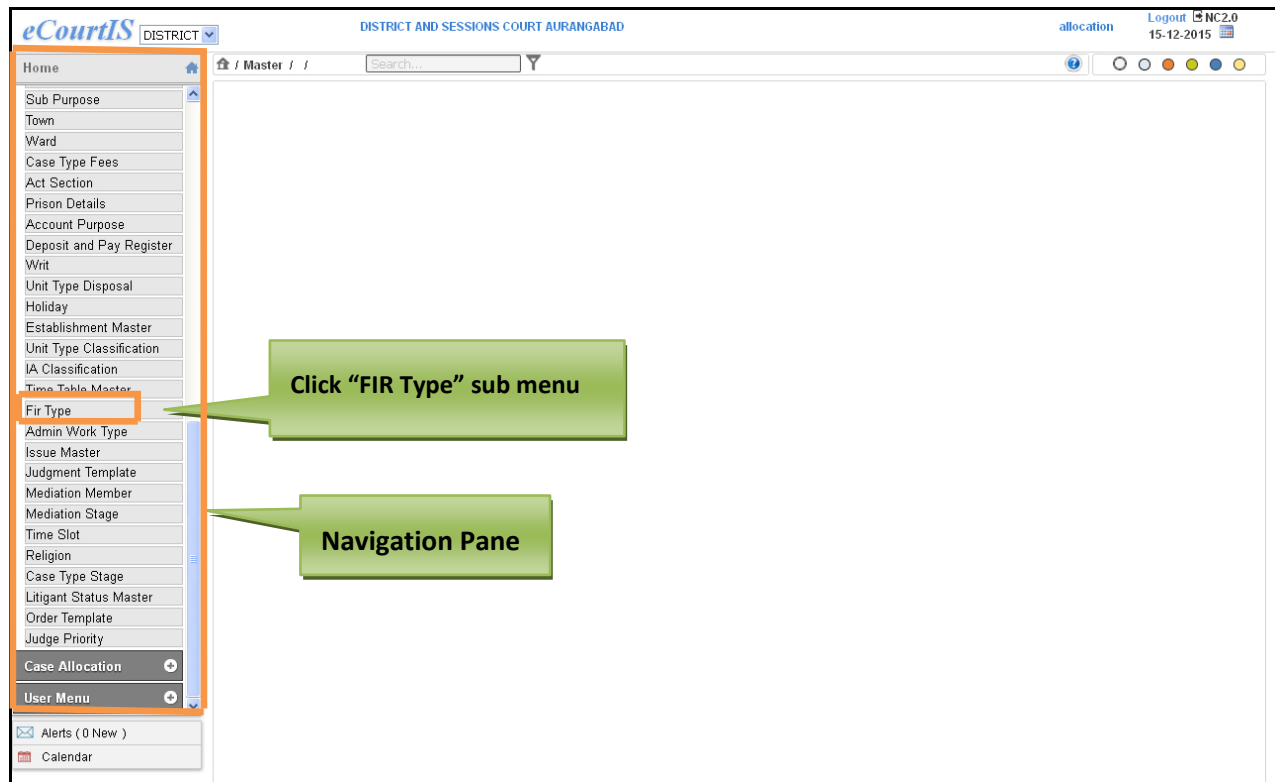 eCourtIS DISTRICT
DISTRICT AND SESSIONS COURT AURANGABAD
allocation
Logout NC2.0
15-12-2015
Home
/ Master / /
Search...
Sub Purpose
Town
Ward
Case Type Fees
Act Section
Prison Details
Account Purpose
Deposit and Pay Register
Writ
Unit Type Disposal
Holiday
Establishment Master
Unit Type Classification
IA Classification
Time Table Master
Fir Type
Admin Work Type
Issue Master
Judgment Template
Mediation Member
Mediation Stage
Time Slot
Religion
Case Type Stage
Litigant Status Master
Order Template
Judge Priority
Case Allocation
User Menu
Alerts ( 0 New )
Calendar
Click “FIR Type” sub menu
Navigation Pane